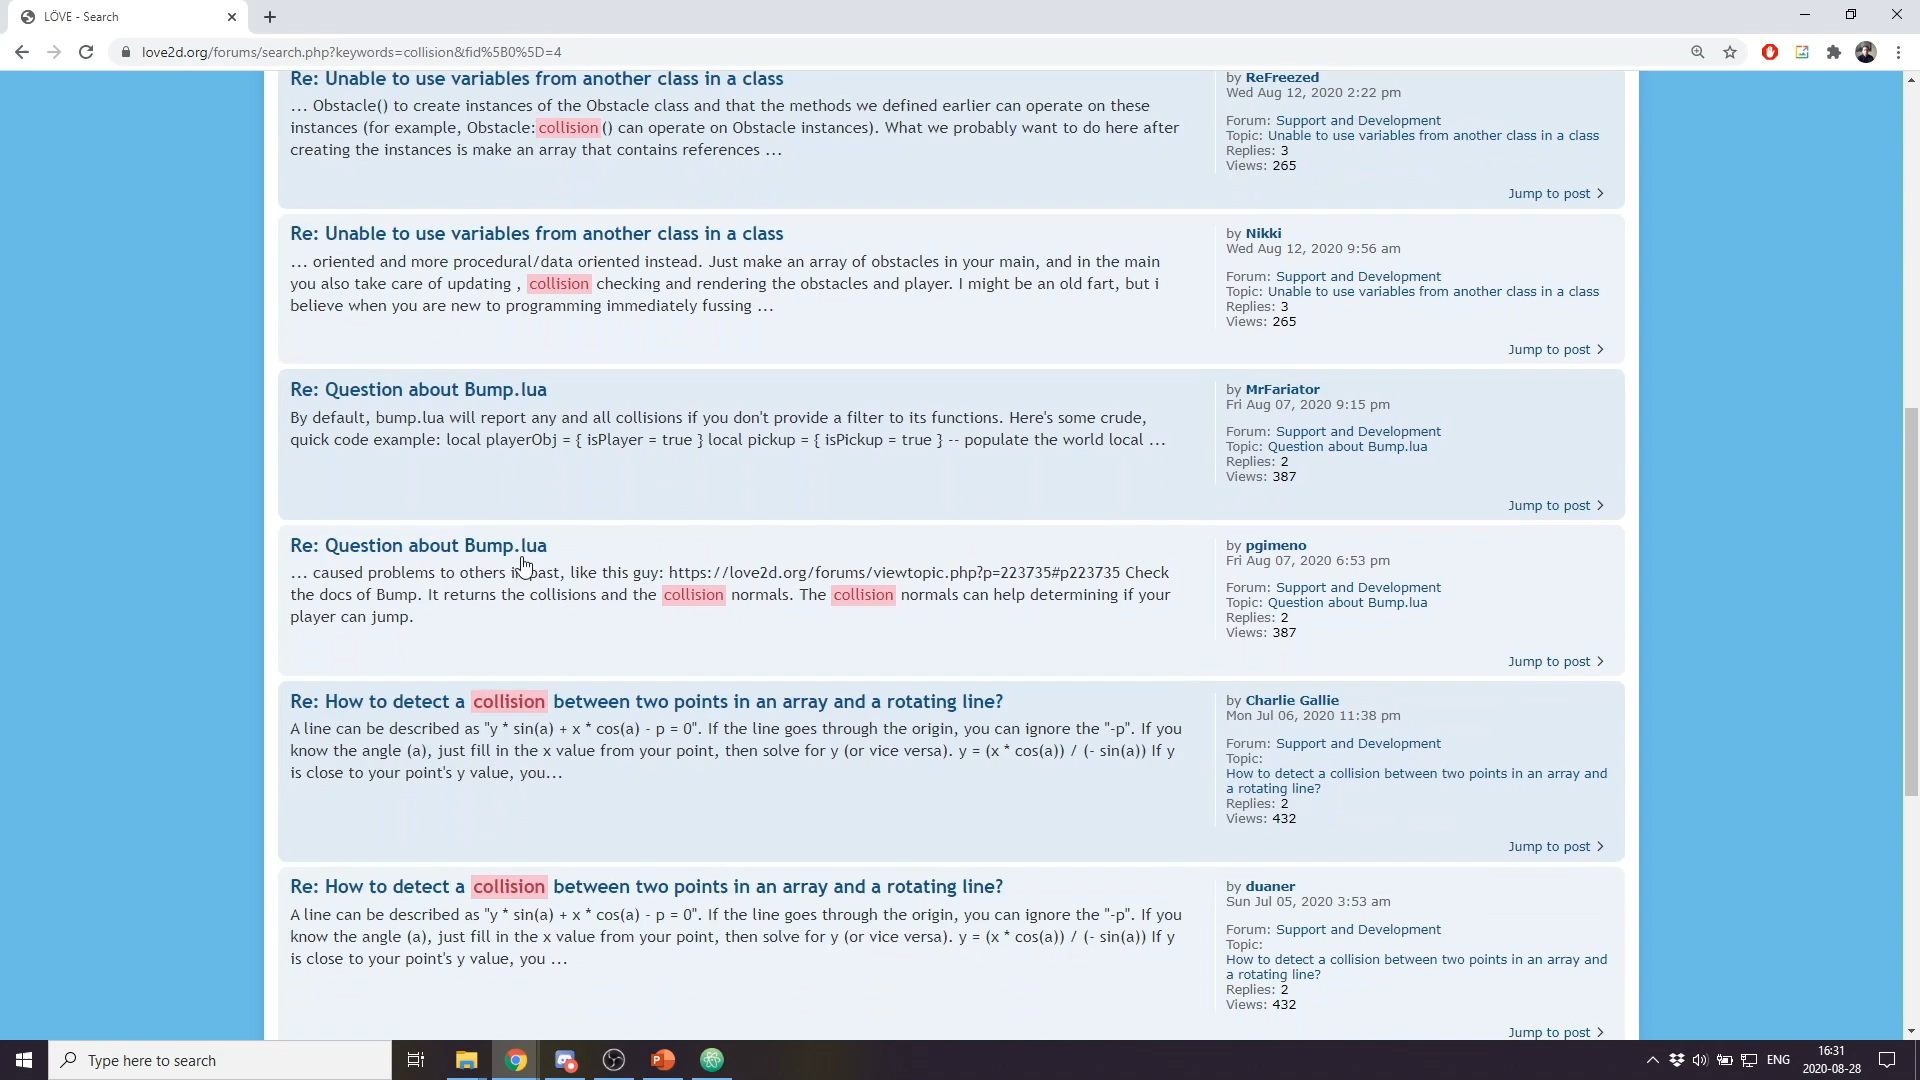 LÖVE - Search
love2d.org/forums/search.php?keywords=collision&fid%5B0%5D=4
Re: Unable to use variables from another class in a class
... Obstacle() to create instances of the Obstacle class and that the methods we defined earlier can operate on these
instances (for example, Obstacle:collision() can operate on Obstacle instances). What we probably want to do here after
creating the instances is make an array that contains references ...
by ReFreezed
Wed Aug 12, 2020 2:22 pm
Forum: Support and Development
Topic: Unable to use variables from another class in a class
Replies: 3
Views: 265
Jump to post
Re: Unable to use variables from another class in a class
... oriented and more procedural/data oriented instead. Just make an array of obstacles in your main, and in the main
you also take care of updating , collision checking and rendering the obstacles and player. I might be an old fart, but i
believe when you are new to programming immediately fussing ...
by Nikki
Wed Aug 12, 2020 9:56 am
Forum: Support and Development
Topic: Unable to use variables from another class in a class
Replies: 3
Views: 265
Jump to post
Re: Question about Bump.lua
By default, bump.lua will report any and all collisions if you don't provide a filter to its functions. Here's some crude,
quick code example: local playerObj = { isPlayer = true } local pickup = { isPickup = true } -- populate the world local ...
by MrFariator
Fri Aug 07, 2020 9:15 pm
Forum: Support and Development
Topic: Question about Bump.lua
Replies: 2
Views: 387
Jump to post
Re: Question about Bump.lua
... caused problems to others in past, like this guy: https://love2d.org/forums/viewtopic.php?p=223735#p223735 Check
the docs of Bump. It returns the collisions and the collision normals. The collision normals can help determining if your
player can jump.
by pgimeno
Fri Aug 07, 2020 6:53 pm
Forum: Support and Development
Topic: Question about Bump.lua
Replies: 2
Views: 387
Jump to post
Re: How to detect a collision between two points in an array and a rotating line?
A line can be described as "y * sin(a) + x * cos(a) - p = 0". If the line goes through the origin, you can ignore the "-p". If you
know the angle (a), just fill in the x value from your point, then solve for y (or vice versa). y = (x * cos(a)) / (- sin(a)) If y
is close to your point's y value, you...
by Charlie Gallie
Mon Jul 06, 2020 11:38 pm
Forum: Support and Development
Topic:
How to detect a collision between two points in an array and
a rotating line?
Replies: 2
Views: 432
Jump to post
Re: How to detect a collision between two points in an array and a rotating line?
A line can be described as "y * sin(a) + x * cos(a) - p = 0". If the line goes through the origin, you can ignore the "-p". If you
know the angle (a), just fill in the x value from your point, then solve for y (or vice versa). y = (x * cos(a)) / (- sin(a)) If y
is close to your point's y value, you ...
by duaner
Sun Jul 05, 2020 3:53 am
Forum: Support and Development
Topic:
How to detect a collision between two points in an array and
a rotating line?
Replies: 2
Views: 432
Jump to post
Type here to search
ENG
16:31
2020-08-28